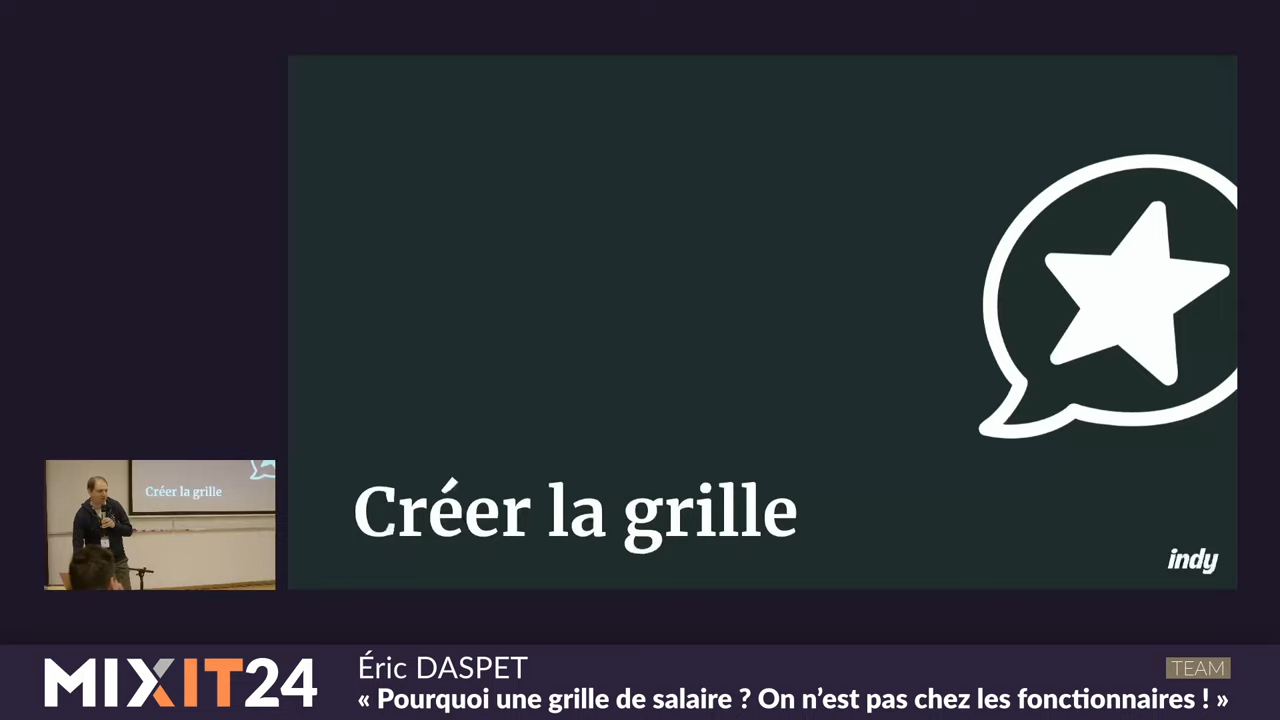 Créer la grille
indy
Créer la grille
MIXIT24
Éric DASPET
TEAM
« Pourquoi une grille de salaire ? On n’est pas chez les fonctionnaires ! »